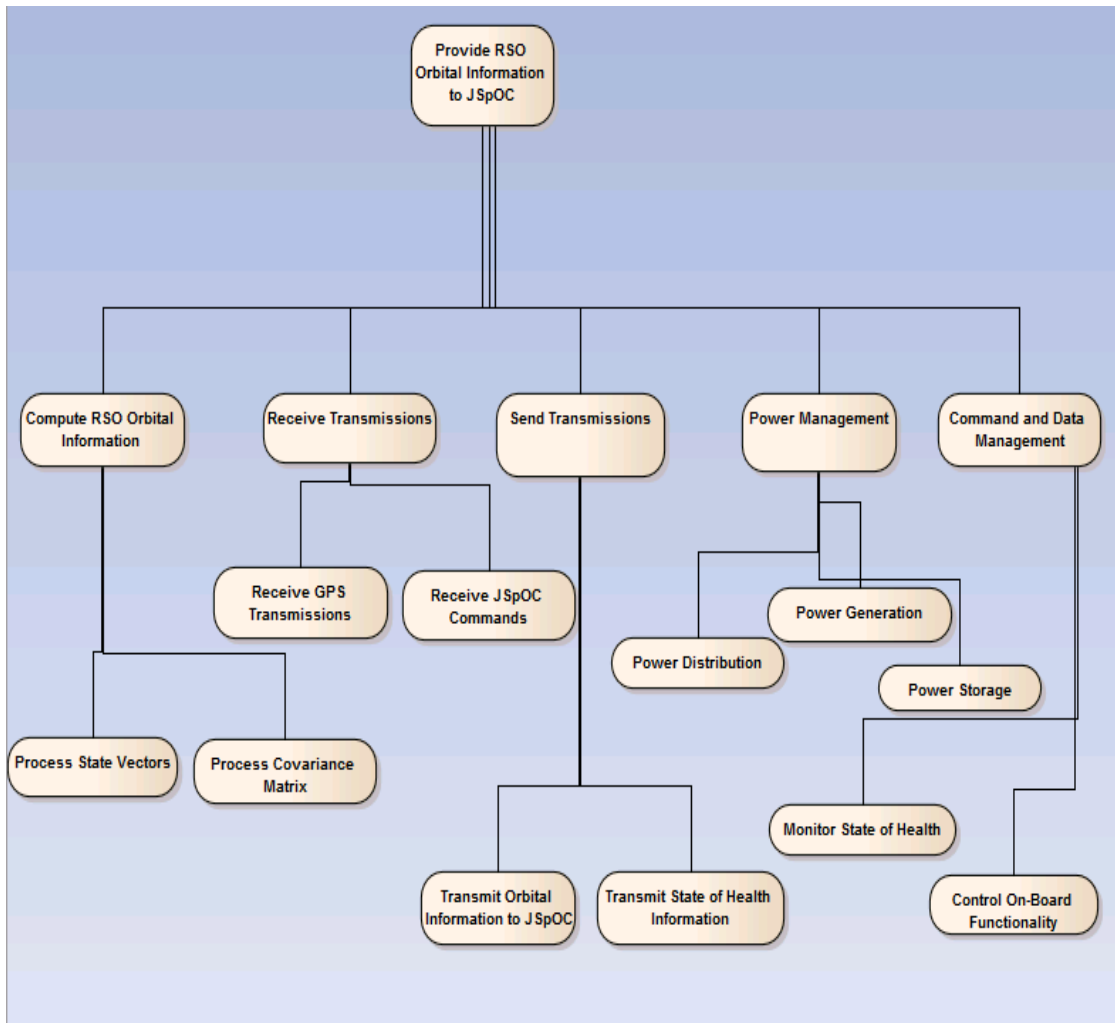 Provide RSO
Orbital Information
to JSpOC
Compute RSO Orbital
Information
Receive Transmissions
Send Transmissions
Power Management
Command and Data
Management
Receive GPS
Transmissions
Receive JSpOC
Commands
Power Generation
Power Distribution
Power Storage
Process State Vectors
Process Covariance
Matrix
Monitor State of Health
Transmit Orbital
Information to JSpOC
Transmit State of Health
Information
Control On-Board
Functionality